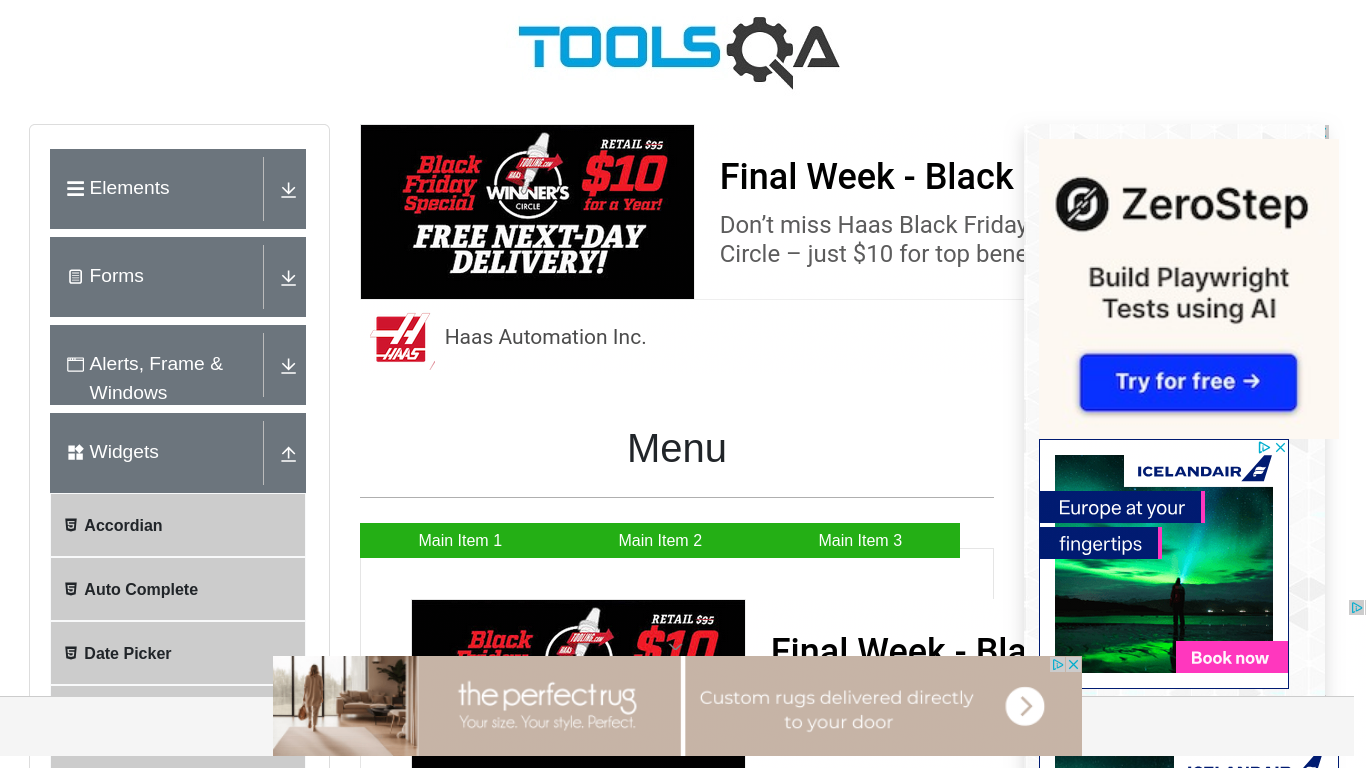 TOOLSQA
Elements
Forms
Alerts, Frame &
Windows
Widgets
Accordian
Auto Complete
Date Picker
Black
Friday
Special
TOOLING.COM
HAAS
WINNER'S
CIRCLE
RETAIL $95
$10
for a Year!
FREE NEXT-DAY
DELIVERY!
Final Week - Black
Don’t miss Haas Black Friday
Circle – just $10 for top bene
HAAS
Haas Automation Inc.
Menu
Main Item 1
Main Item 2
Main Item 3
Black
TOOLING.COM
HAAS
RETAIL $95
$10
Final Week - Bla
ZeroStep
Build Playwright
Tests using AI
Try for free →
ICELANDAIR
Europe at your
fingertips
Book now
the perfect rug
Your size. Your style. Perfect.
Custom rugs delivered directly
to your door
ICELANDAIR